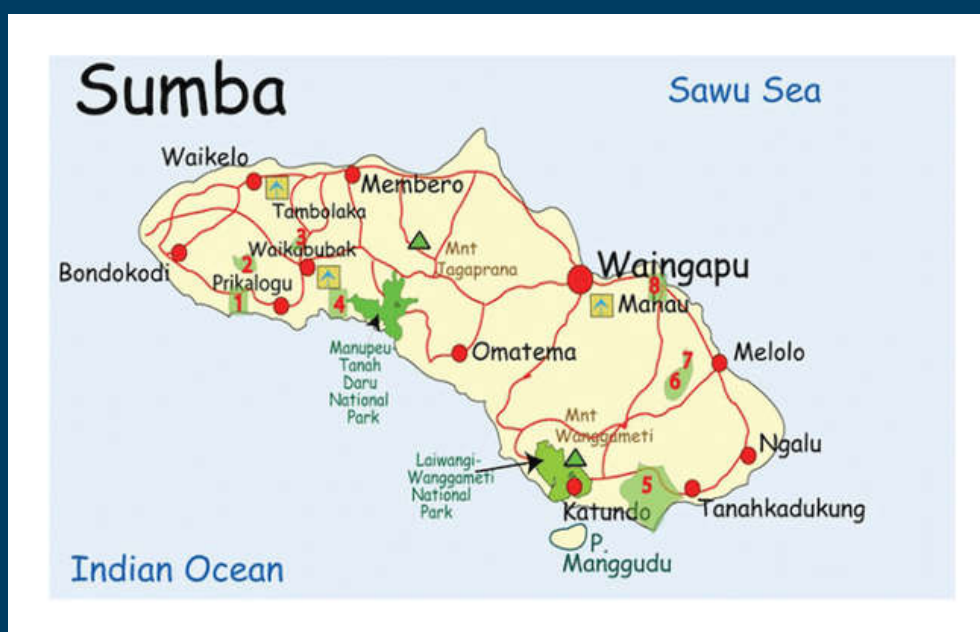 Sumba
Sawu Sea
Waikelo
Membero
Tambolaka
3
Waikabubak
Mnt
Tagaprana
Bondokodi
2
Prikalogu
1
4
Waingapu
8
Manau
Manupeu-
Tanah
Daru
National
Park
Omatema
7
6
Melolo
Mnt
Wanggameti
Laiwangi-
Wanggameti
National
Park
Ngalu
5
Katundo
Tanahkadukung
P.
Manggudu
Indian Ocean